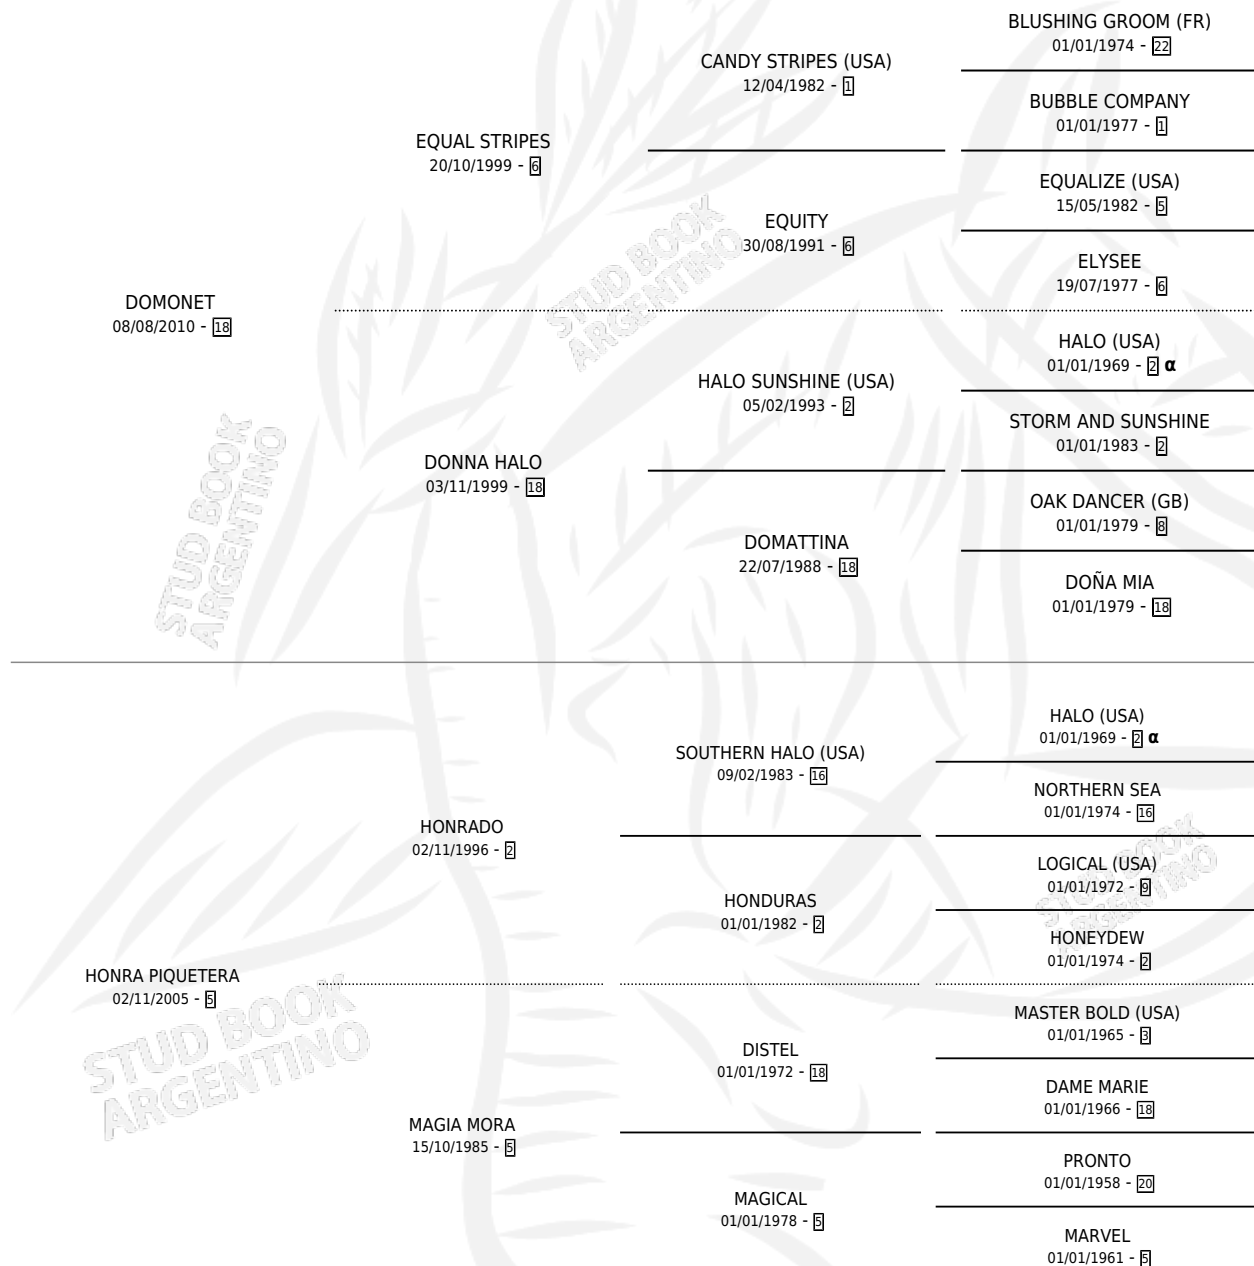 BLUSHING GROOM (FR)
01/01/1974 - 22
CANDY STRIPES (USA)
12/04/1982 - 1
BUBBLE COMPANY
01/01/1977 - 1
EQUAL STRIPES
20/10/1999 - 6
EQUALIZE (USA)
15/05/1982 - 5
EQUITY
30/08/1991 - 6
ELYSEE
19/07/1977 - 6
DOMONET
08/08/2010 - 18
HALO (USA)
01/01/1969 - 2 α
HALO SUNSHINE (USA)
05/02/1993 - 2
STORM AND SUNSHINE
01/01/1983 - 2
DONNA HALO
03/11/1999 - 18
OAK DANCER (GB)
01/01/1979 - 8
DOMATTINA
22/07/1988 - 18
DOÑA MIA
01/01/1979 - 18
HALO (USA)
01/01/1969 - 2 α
SOUTHERN HALO (USA)
09/02/1983 - 16
NORTHERN SEA
01/01/1974 - 16
HONRADO
02/11/1996 - 2
LOGICAL (USA)
01/01/1972 - 9
HONDURAS
01/01/1982 - 2
HONEYDEW
01/01/1974 - 2
HONRA PIQUETERA
02/11/2005 - 5
MASTER BOLD (USA)
01/01/1965 - 3
DISTEL
01/01/1972 - 18
DAME MARIE
01/01/1966 - 18
MAGIA MORA
15/10/1985 - 5
PRONTO
01/01/1958 - 20
MAGICAL
01/01/1978 - 5
MARVEL
01/01/1961 - 5
STUD BOOK
ARGENTINO
STUD BOOK
ARGENTINO
STUD BOOK
ARGENTINO
STUD BOOK
ARGENTINO